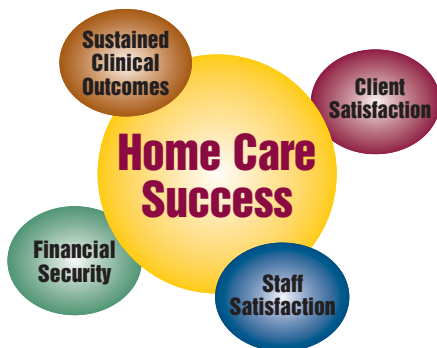 Sustained
Clinical
Outcomes
Client
Satisfaction
Home Care
Success
Financial
Security
Staff
Satisfaction